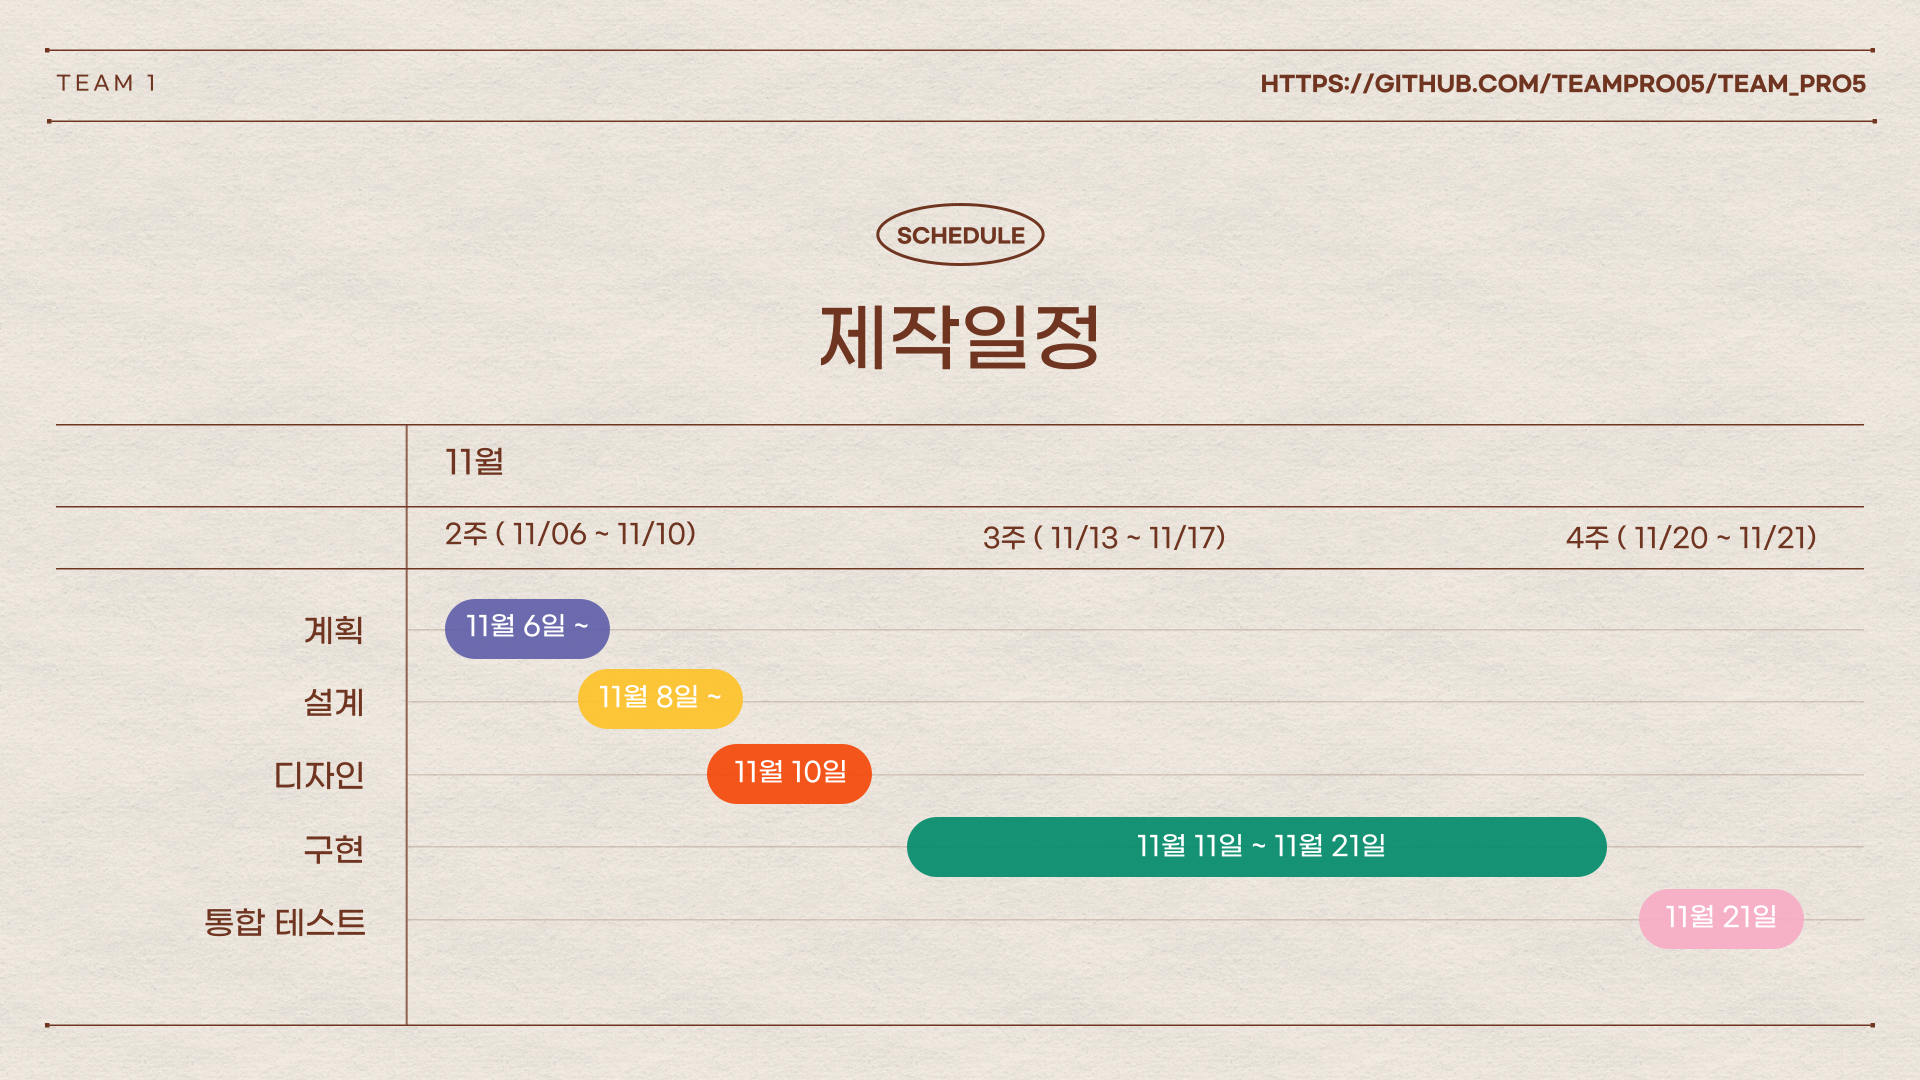 TEAM 1
HTTPS://GITHUB.COM/TEAMPRO05/TEAM_PRO5
SCHEDULE
제작일정
11월
2주 ( 11/06 ~ 11/10)
3주 ( 11/13 ~ 11/17)
4주 ( 11/20 ~ 11/21)
계획
11월 6일 ~
설계
11월 8일 ~
디자인
11월 10일
구현
11월 11일 ~ 11월 21일
통합 테스트
11월 21일